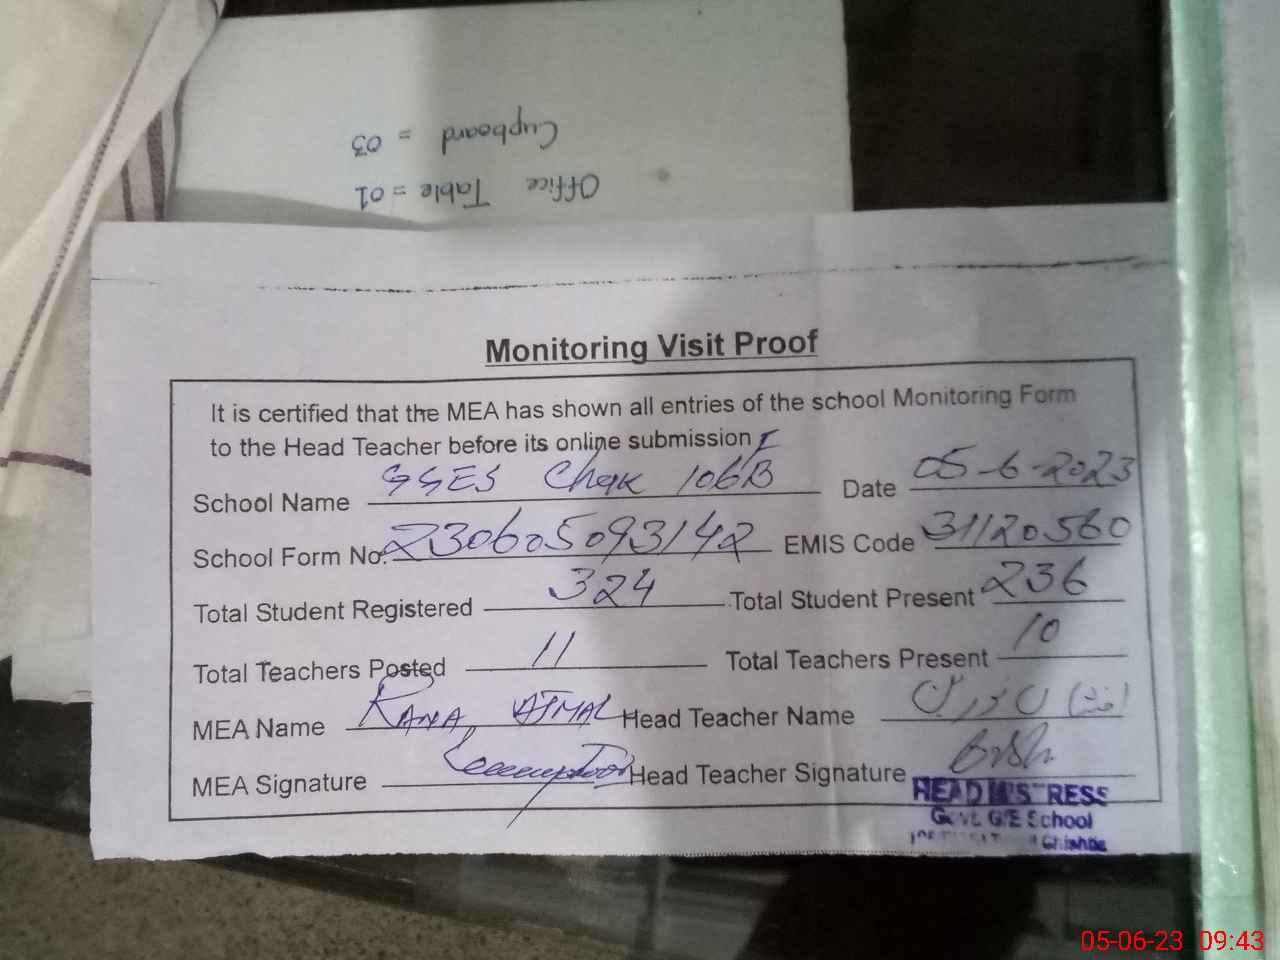 Cupboard = 03
Office Table = 01
Monitoring Visit Proof
It is certified that the MEA has shown all entries of the school Monitoring Form
to the Head Teacher before its online submission
School Name GGES Chak 106B Date 05-6-2023
School Form No. 230605093142 EMIS Code 31120560
Total Student Registered 324 Total Student Present 236
Total Teachers Posted 11 Total Teachers Present 10
MEA Name RANA AJMAL Head Teacher Name
MEA Signature Head Teacher Signature
HEAD MISTRESS
Govt. G/E School
Chishtia
05-06-23 09:43